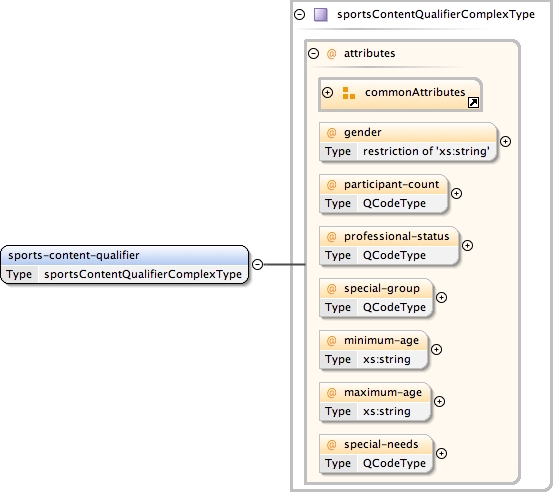 sportsContentQualifierComplexType
@ attributes
commonAttributes
@ gender
Type restriction of 'xs:string'
@ participant-count
Type QCodeType
@ professional-status
Type QCodeType
sports-content-qualifier
Type sportsContentQualifierComplexType
@ special-group
Type QCodeType
@ minimum-age
Type xs:string
@ maximum-age
Type xs:string
@ special-needs
Type QCodeType